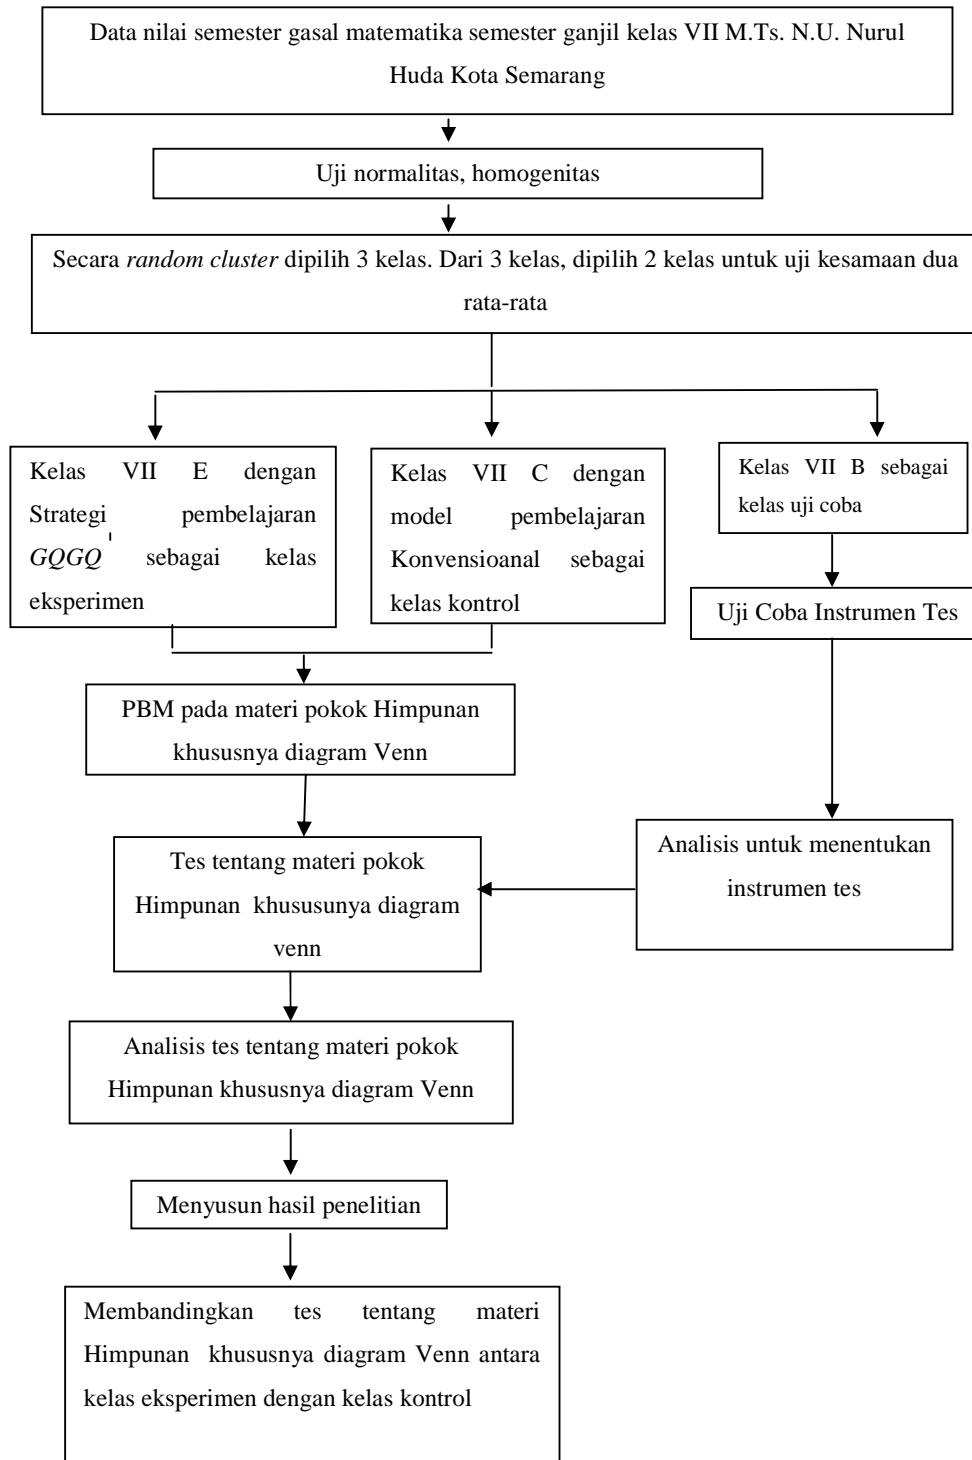 Data nilai semester gasal matematika semester ganjil kelas VII M.Ts. N.U. Nurul
Huda Kota Semarang
Uji normalitas, homogenitas
Secara random cluster dipilih 3 kelas. Dari 3 kelas, dipilih 2 kelas untuk uji kesamaan dua
rata-rata
Kelas VII E dengan
Strategi pembelajaran
GQGQ sebagai kelas
eksperimen
Kelas VII C dengan
model pembelajaran
Konvensioanal sebagai
kelas kontrol
Kelas VII B sebagai
kelas uji coba
Uji Coba Instrumen Tes
PBM pada materi pokok Himpunan
khususnya diagram Venn
Tes tentang materi pokok
Himpunan khususunya diagram
venn
Analisis untuk menentukan
instrumen tes
Analisis tes tentang materi pokok
Himpunan khususnya diagram Venn
Menyusun hasil penelitian
Membandingkan tes tentang materi
Himpunan khususnya diagram Venn antara
kelas eksperimen dengan kelas kontrol